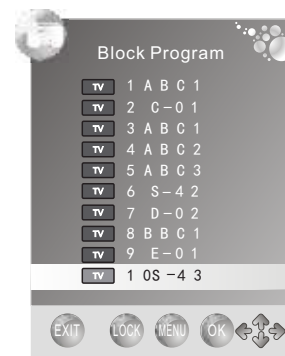 Block Program
TV 1 A B C 1
TV 2 C-0 1
TV 3 A B C 1
TV 4 A B C 2
TV 5 A B C 3
TV 6 S-4 2
TV 7 D-0 2
TV 8 B B C 1
TV 9 E-0 1
TV 1 0S -4 3
EXIT LOCK MENU OK